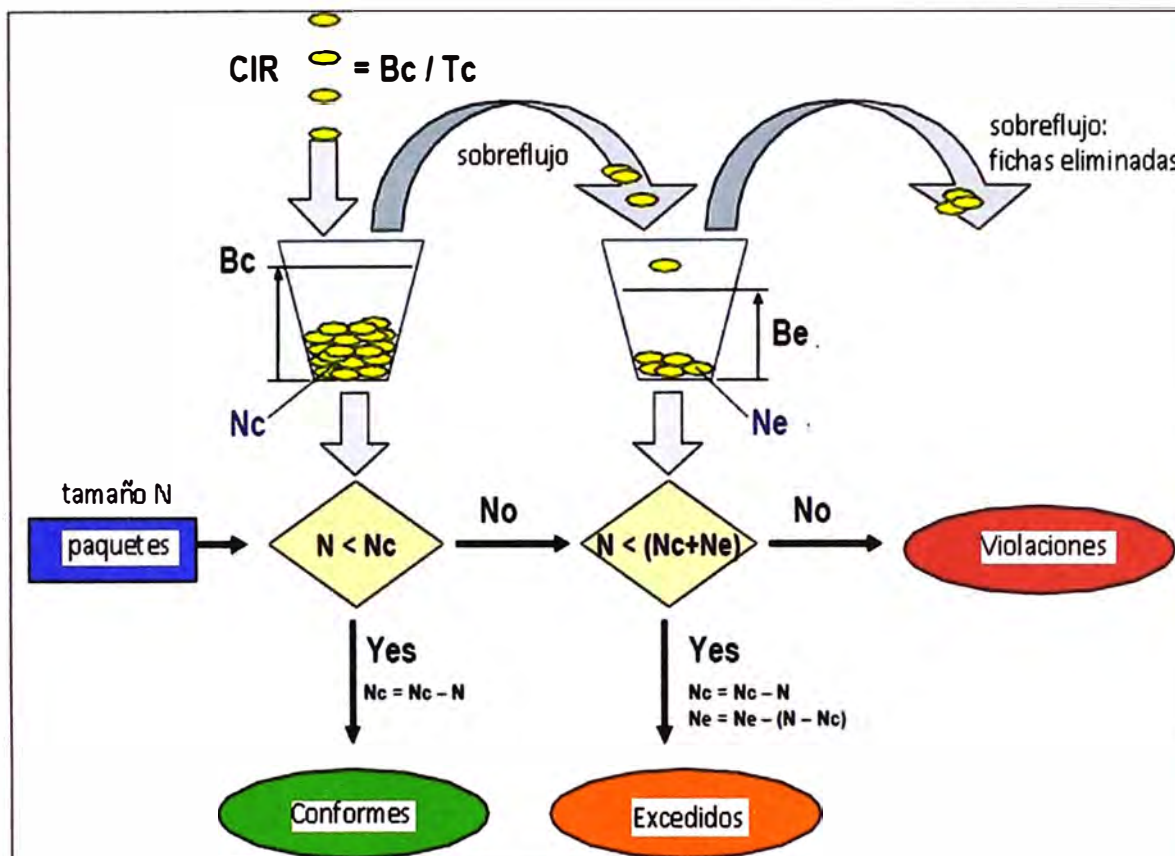 CIR = Bc / Tc
sobreflujo
sobreflujo:
fichas eliminadas
Bc
Be
Nc
Ne
tamaño N
paquetes
N < Nc
No
N < (Nc+Ne)
No
Violaciones
Yes
Nc = Nc – N
Yes
Nc = Nc – N
Ne = Ne – (N – Nc)
Conformes
Excedidos